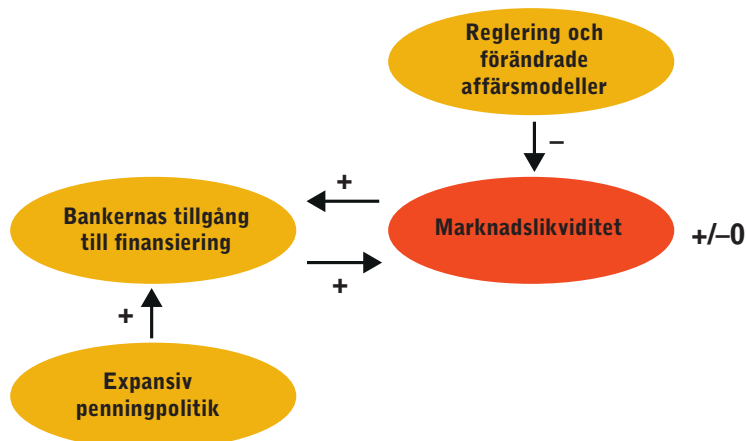 Reglering och
förändrade
affärsmodeller
–
+
Bankernas tillgång
till finansiering
Marknadslikviditet
+/–0
+
+
Expansiv
penningpolitik